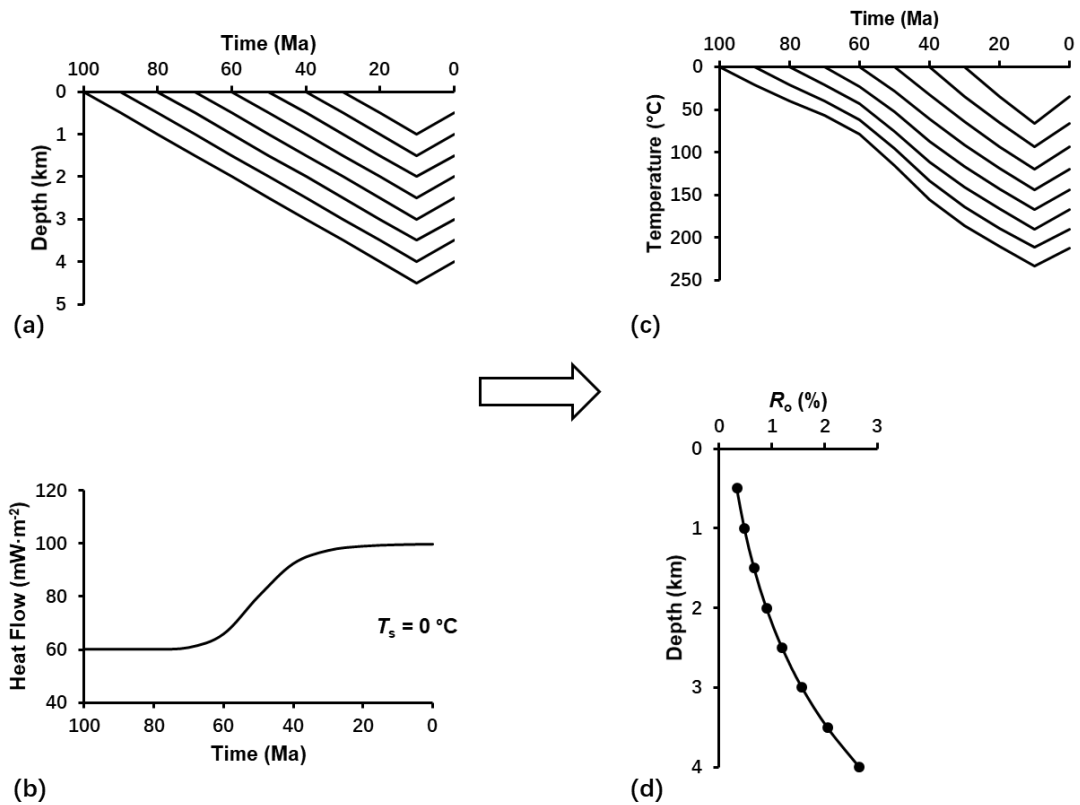 Time (Ma)
100 80 60 40 20 0
0
1
2
3
4
5
Depth (km)
(a)
Time (Ma)
100 80 60 40 20 0
0
50
100
150
200
250
Temperature (°C)
(c)
120
100
80
60
40
Heat Flow (mW·m-2)
Ts = 0 °C
100 80 60 40 20 0
Time (Ma)
(b)
Ro (%)
0 1 2 3
0
1
2
3
4
Depth (km)
(d)